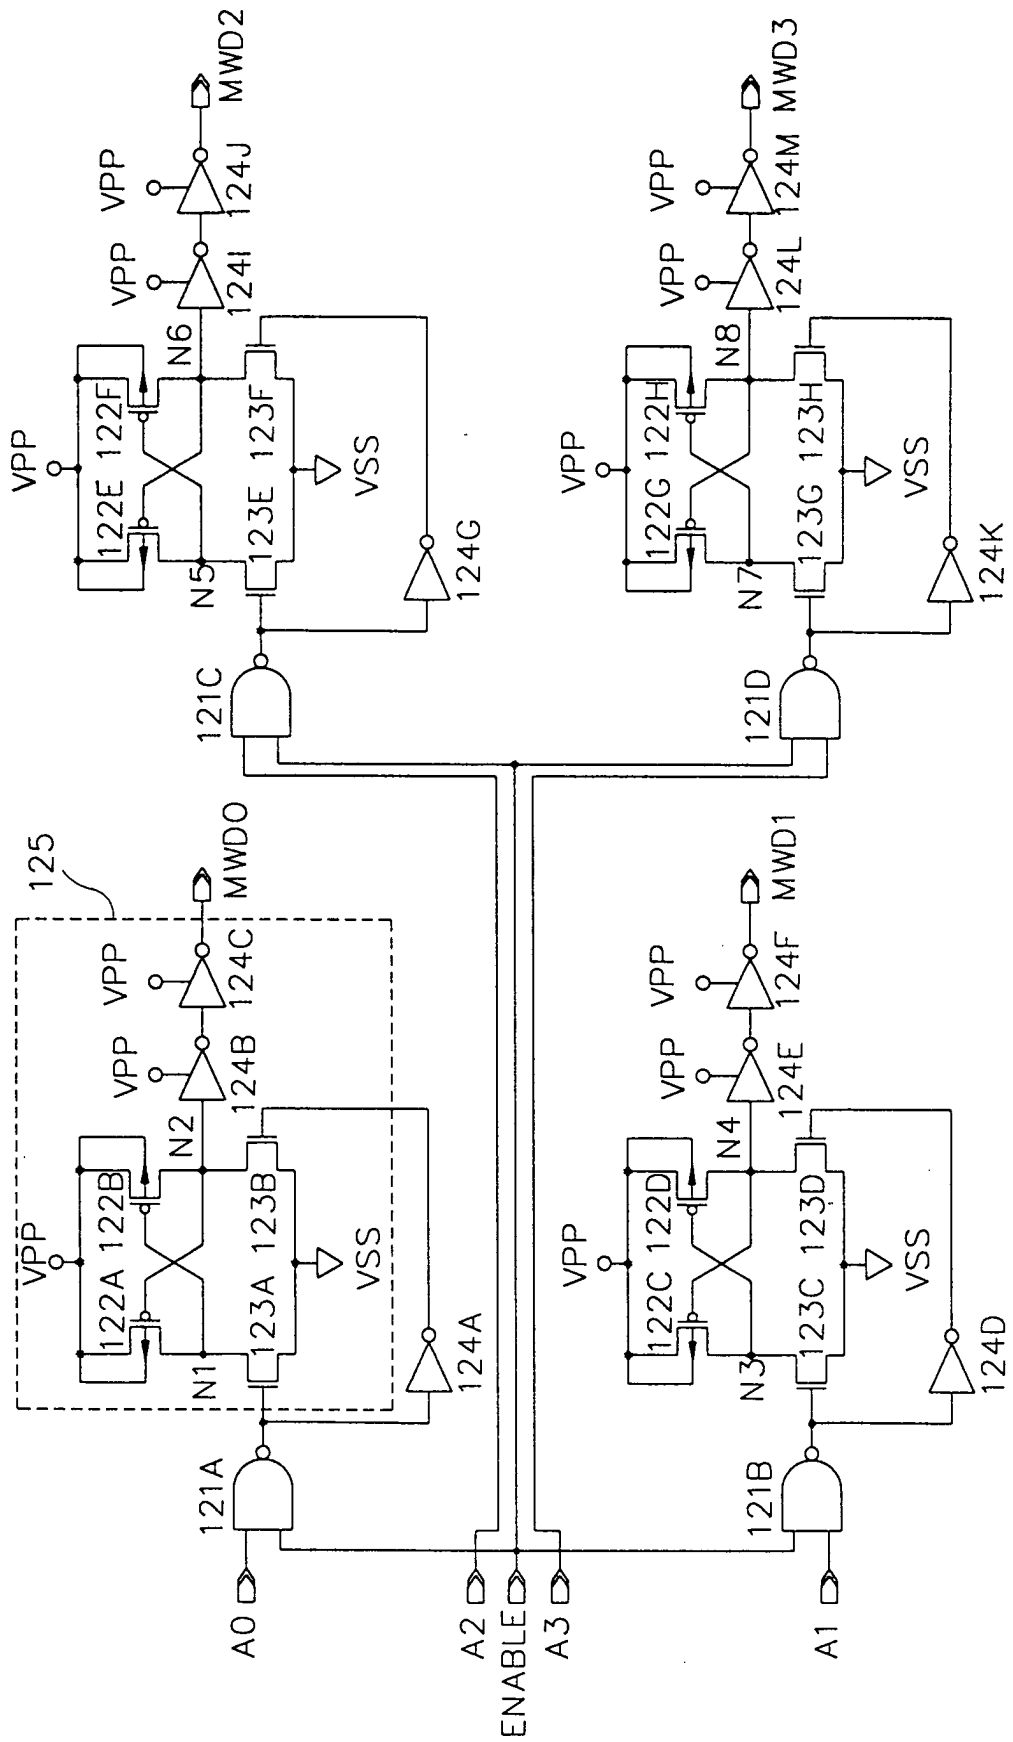 125
VPP
122A 122B
N1
N2
VPP
VPP
124B
124C
MWD0
123A 123B
VSS
A0
121A
124A
VPP
122E 122F
N5
N6
VPP
VPP
124I
124J
MWD2
123E 123F
VSS
121C
124G
A2
ENABLE
A3
VPP
122C 122D
N3
N4
VPP
VPP
124E
124F
MWD1
123C 123D
VSS
A1
121B
124D
VPP
122G 122H
N7
N8
VPP
VPP
124L
124M
MWD3
123G 123H
VSS
121D
124K